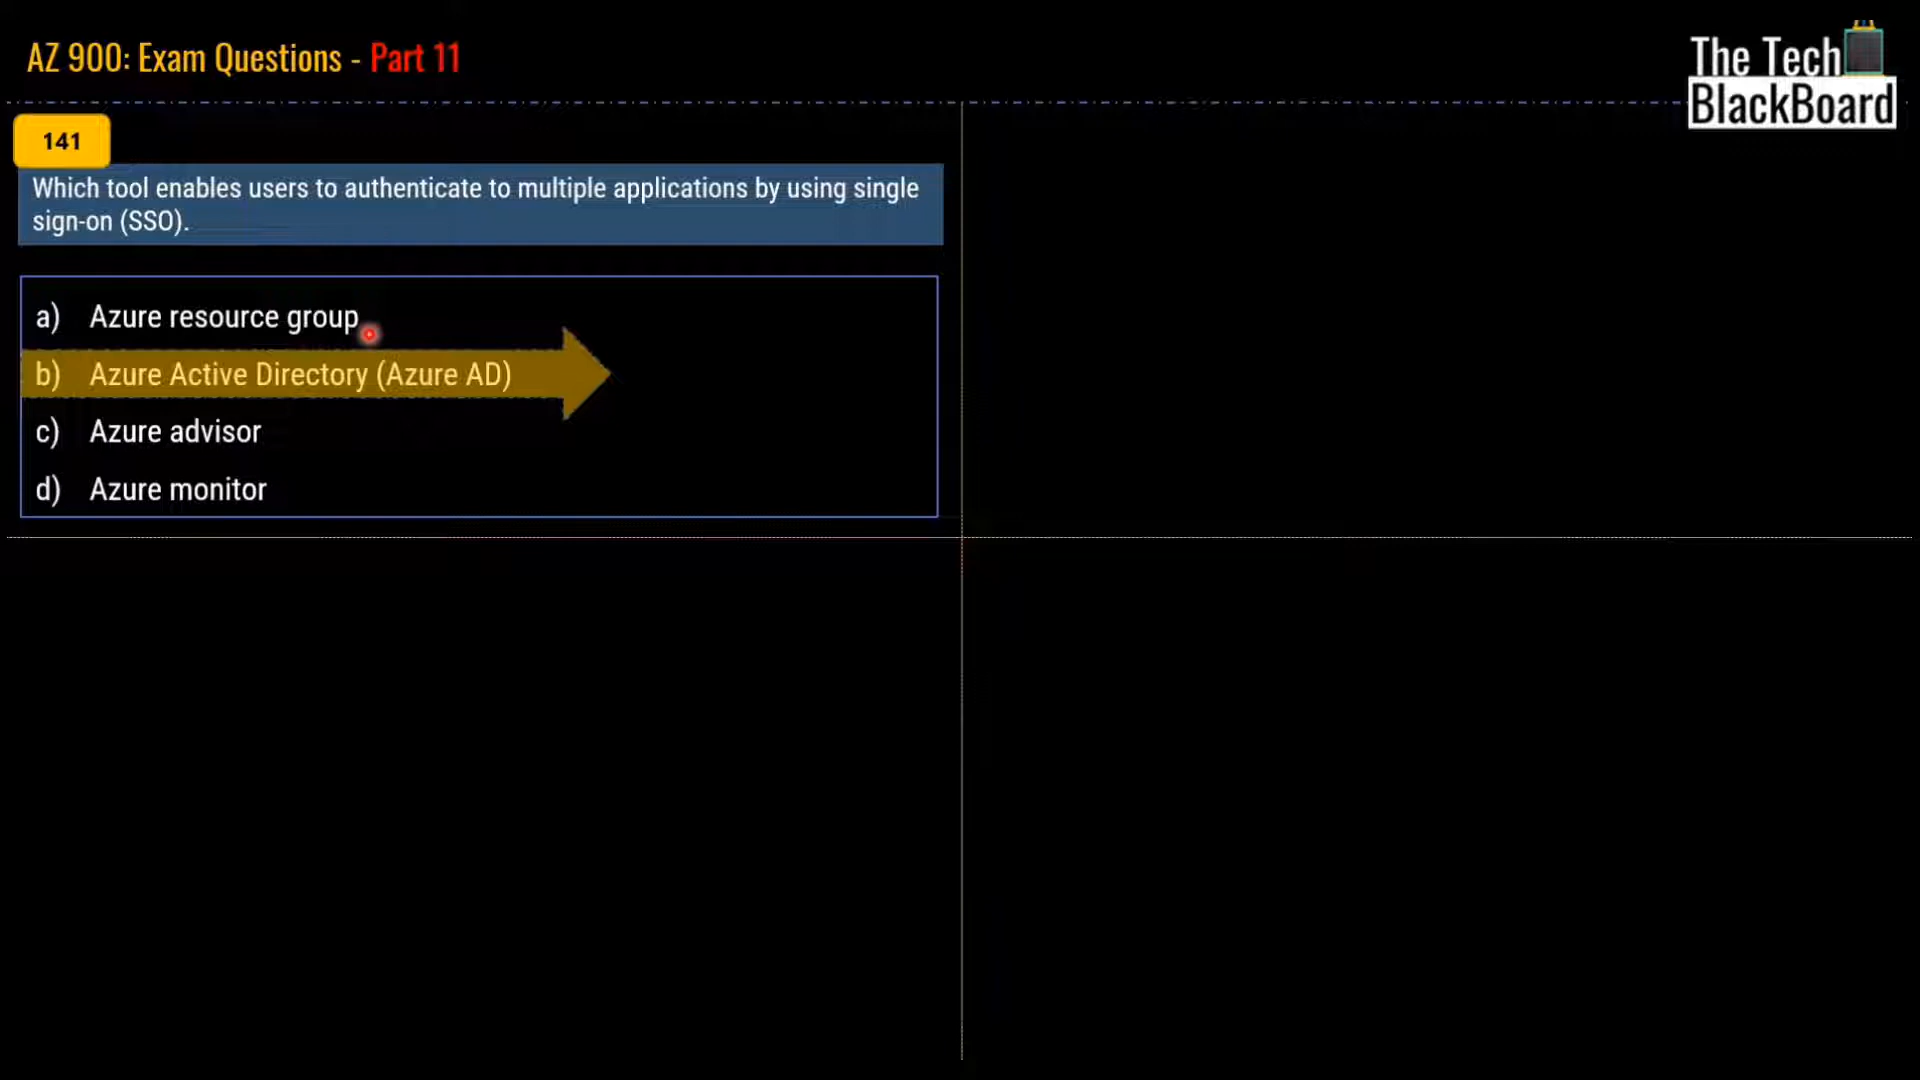 AZ 900: Exam Questions - Part 11
The Tech
BlackBoard
141
Which tool enables users to authenticate to multiple applications by using single
sign-on (SSO).
a) Azure resource group
b) Azure Active Directory (Azure AD)
c) Azure advisor
d) Azure monitor